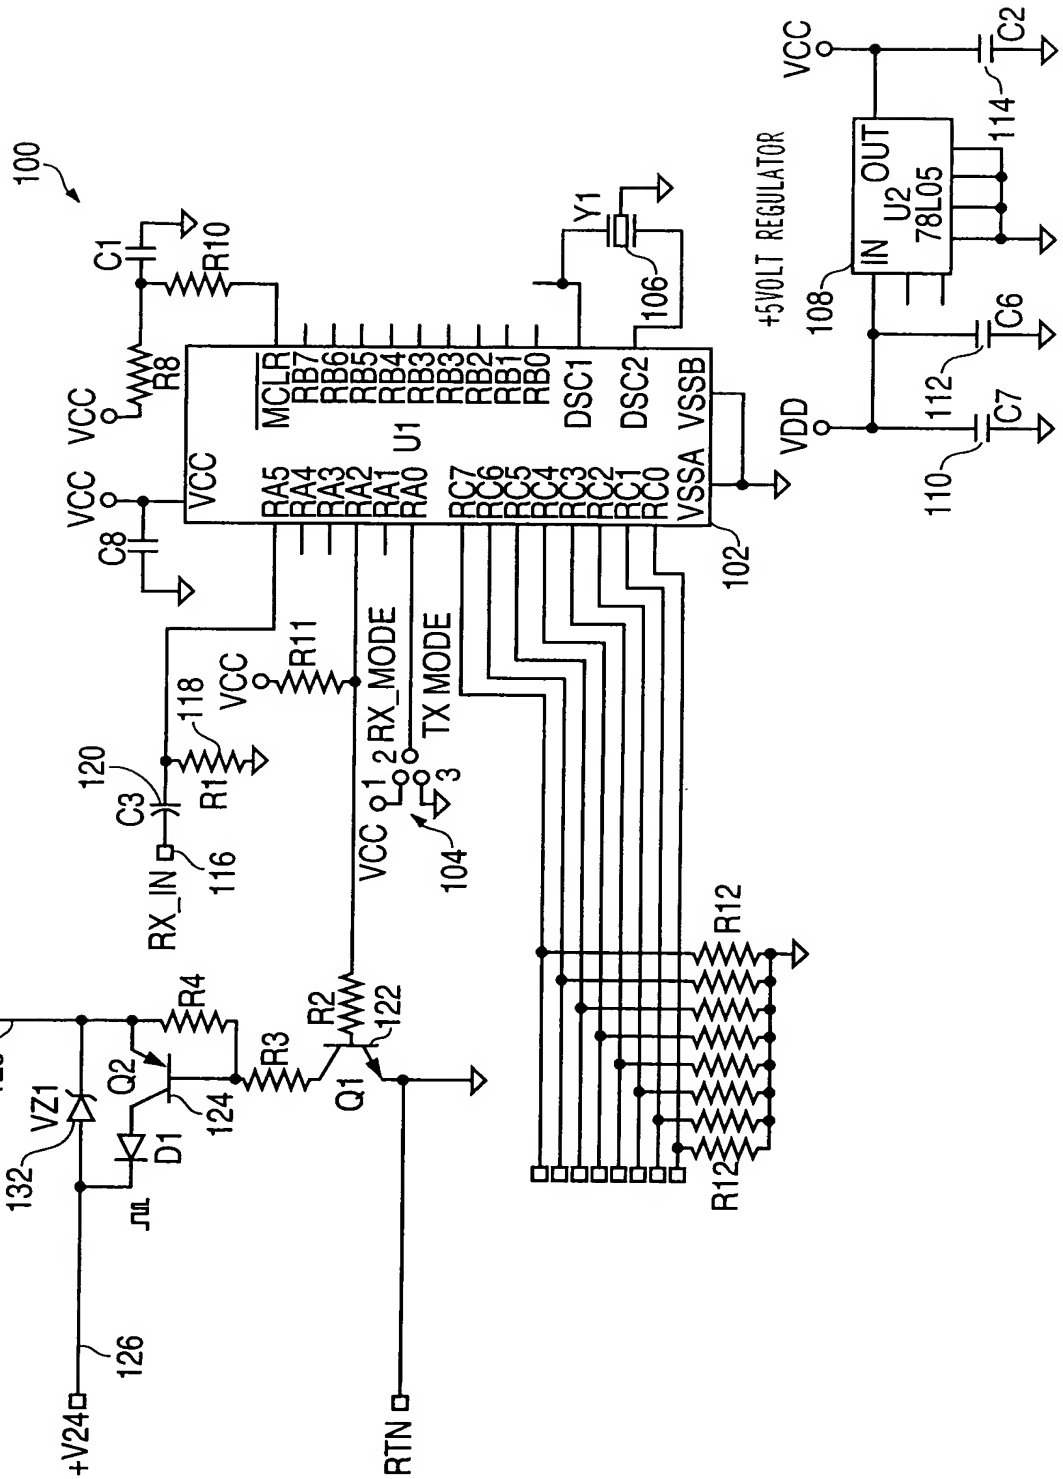 100
VCC
R8
C1
R10
VCC
C8
VCC
MCLR
RB7
RB6
RB5
RB4
RB3
RB3
RB2
RB1
RB0
DSC1
DSC2
U1
RA5
RA4
RA3
RA2
RA1
RA0
RC7
RC6
RC5
RC4
RC3
RC2
RC1
RC0
VSSA
VSSB
102
Y1
106
RX_IN
116
C3
120
R1
118
VCC
R11
VCC
1
2
3
RX_MODE
TX MODE
104
+V24
126
132
VZ1
D1
Q2
124
R4
R3
R2
Q1
122
RTN
R12
R12
+5VOLT REGULATOR
VDD
108
IN
OUT
U2
78L05
VCC
110
C7
112
C6
114
C2